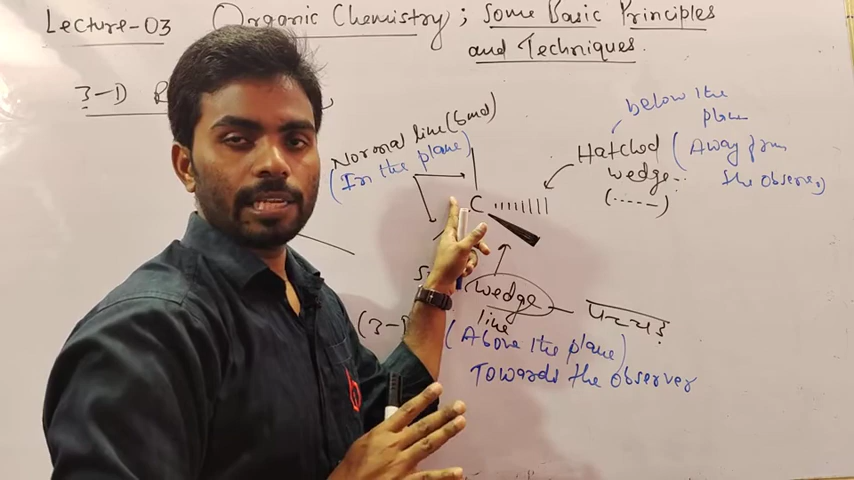 Lecture-03 Organic Chemistry; Some Basic Principles
and Techniques.
3-D R
Normal line (bond)
(In the plane)
below the
plane
Hatched
wedge
(Away from
the observer)
(-----)
C
wedge
line
(3-D
(Above the plane)
Towards the observer